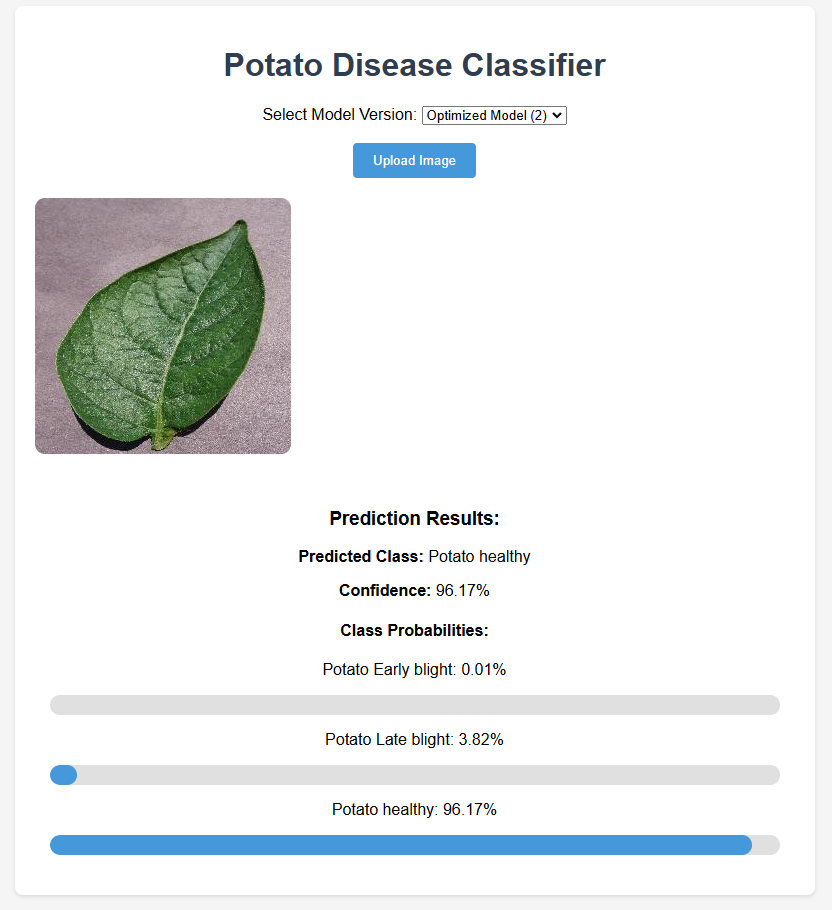 Potato Disease Classifier
Select Model Version: Optimized Model (2)
Upload Image
Prediction Results:
Predicted Class: Potato healthy
Confidence: 96.17%
Class Probabilities:
Potato Early blight: 0.01%
Potato Late blight: 3.82%
Potato healthy: 96.17%